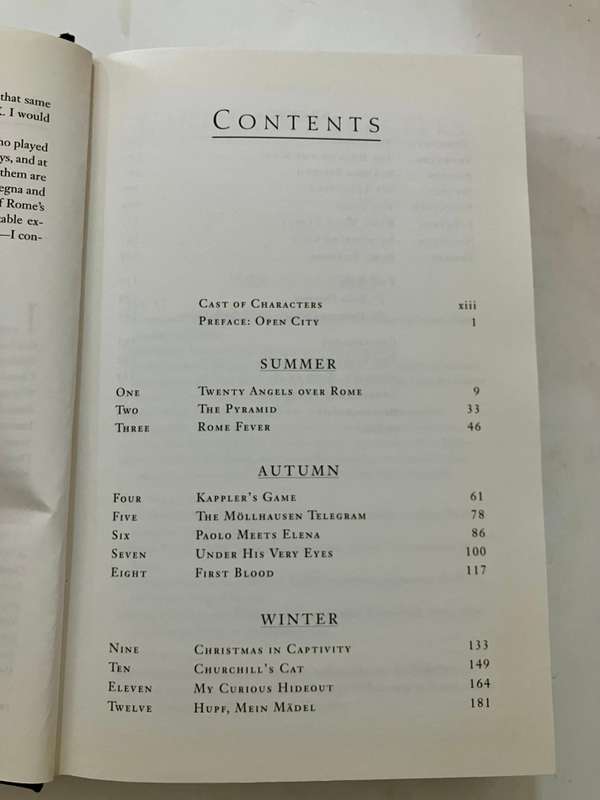 that same
. I would
ho played
ys, and at
them are
egna and
f Rome's
table ex-
—I con-
CONTENTS
CAST OF CHARACTERS xiii
PREFACE: OPEN CITY 1
SUMMER
ONE TWENTY ANGELS OVER ROME 9
TWO THE PYRAMID 33
THREE ROME FEVER 46
AUTUMN
FOUR KAPPLER'S GAME 61
FIVE THE MÖLLHAUSEN TELEGRAM 78
SIX PAOLO MEETS ELENA 86
SEVEN UNDER HIS VERY EYES 100
EIGHT FIRST BLOOD 117
WINTER
NINE CHRISTMAS IN CAPTIVITY 133
TEN CHURCHILL'S CAT 149
ELEVEN MY CURIOUS HIDEOUT 164
TWELVE HUPF, MEIN MÄDEL 181